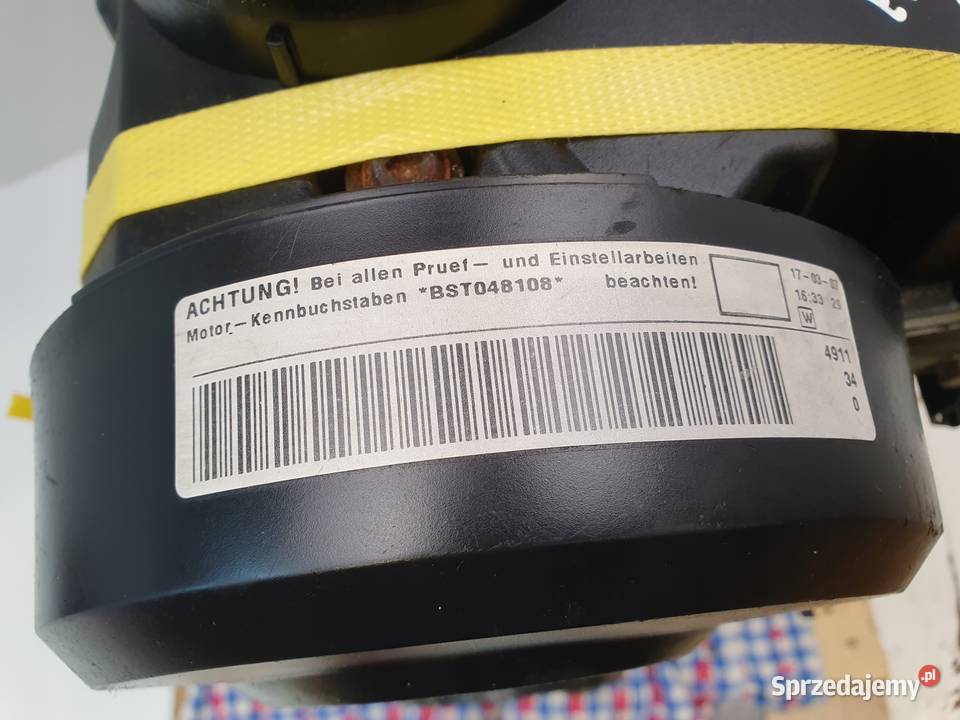 ACHTUNG! Bei allen Pruef— und Einstellarbeiten
Motor—Kennbuchstaben *BST048108* beachten!
17—03—07
16:33 29
W
4911
34
0
Sprzedajemy.pl